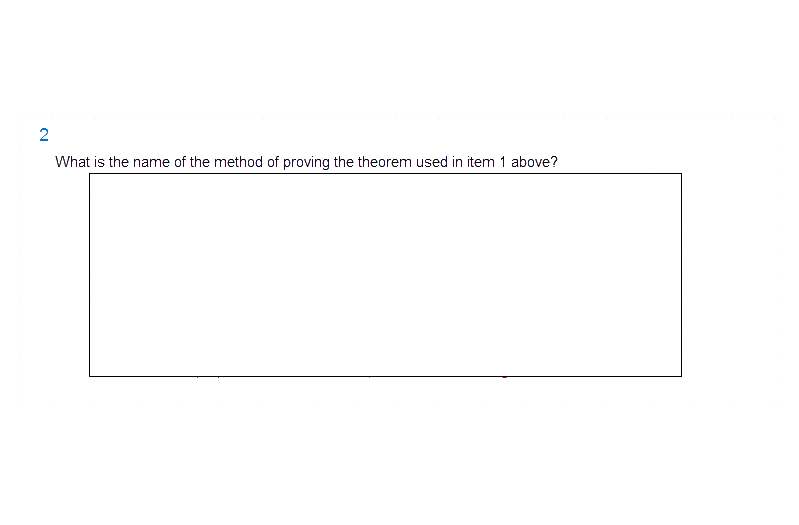 2
What is the name of the method of proving the theorem used in item 1 above?